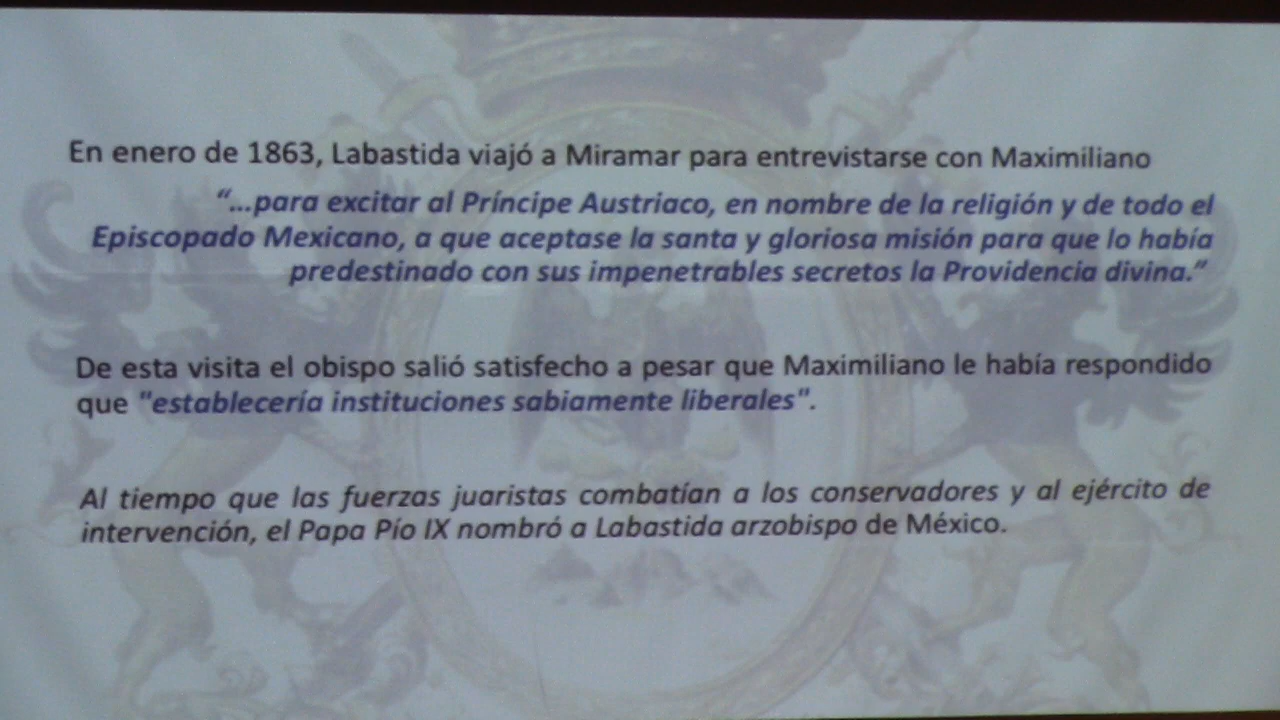 En enero de 1863, Labastida viajó a Miramar para entrevistarse con Maximiliano
“...para excitar al Príncipe Austriaco, en nombre de la religión y de todo el
Episcopado Mexicano, a que aceptase la santa y gloriosa misión para que lo había
predestinado con sus impenetrables secretos la Providencia divina.”
De esta visita el obispo salió satisfecho a pesar que Maximiliano le había respondido
que "establecería instituciones sabiamente liberales".
Al tiempo que las fuerzas juaristas combatían a los conservadores y al ejército de
intervención, el Papa Pío IX nombró a Labastida arzobispo de México.